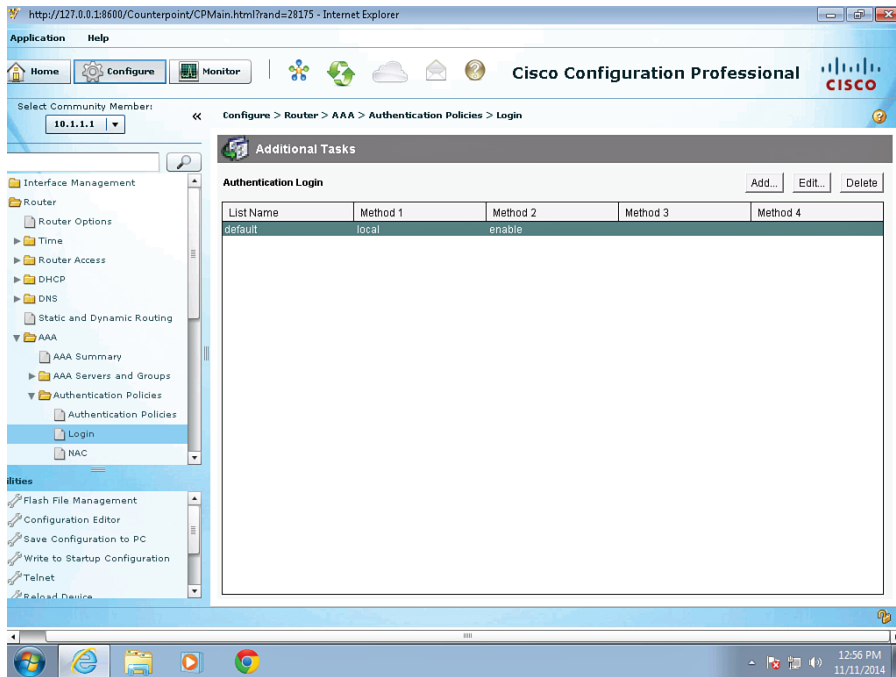 http://127.0.0.1:8600/Counterpoint/CPMain.html?rand=28175 - Internet Explorer
Application Help
Home Configure Monitor Cisco Configuration Professional CISCO
Select Community Member:
10.1.1.1
«
Configure > Router > AAA > Authentication Policies > Login
Additional Tasks
Authentication Login
Add... Edit... Delete
List Name Method 1 Method 2 Method 3 Method 4
default local enable
Interface Management
Router
Router Options
Time
Router Access
DHCP
DNS
Static and Dynamic Routing
AAA
AAA Summary
AAA Servers and Groups
Authentication Policies
Authentication Policies
Login
NAC
ilities
Flash File Management
Configuration Editor
Save Configuration to PC
Write to Startup Configuration
Telnet
Reload Device
12:56 PM
11/11/2014